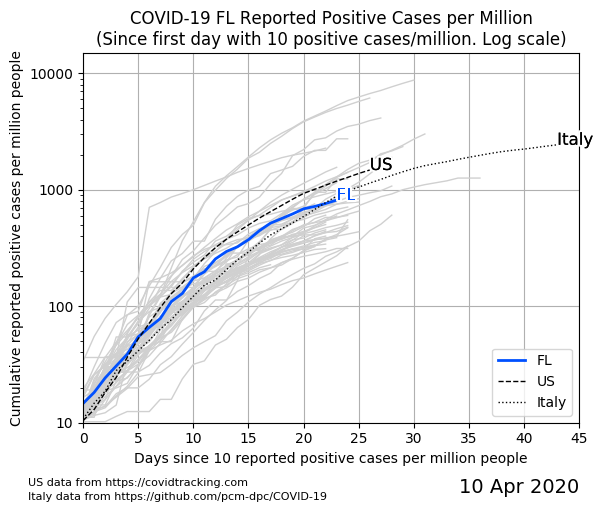 COVID-19 FL Reported Positive Cases per Million
(Since first day with 10 positive cases/million. Log scale)
Cumulative reported positive cases per million people
10000
1000
100
10
Italy
US
FL
FL
US
Italy
0 5 10 15 20 25 30 35 40 45
Days since 10 reported positive cases per million people
US data from https://covidtracking.com
Italy data from https://github.com/pcm-dpc/COVID-19
10 Apr 2020